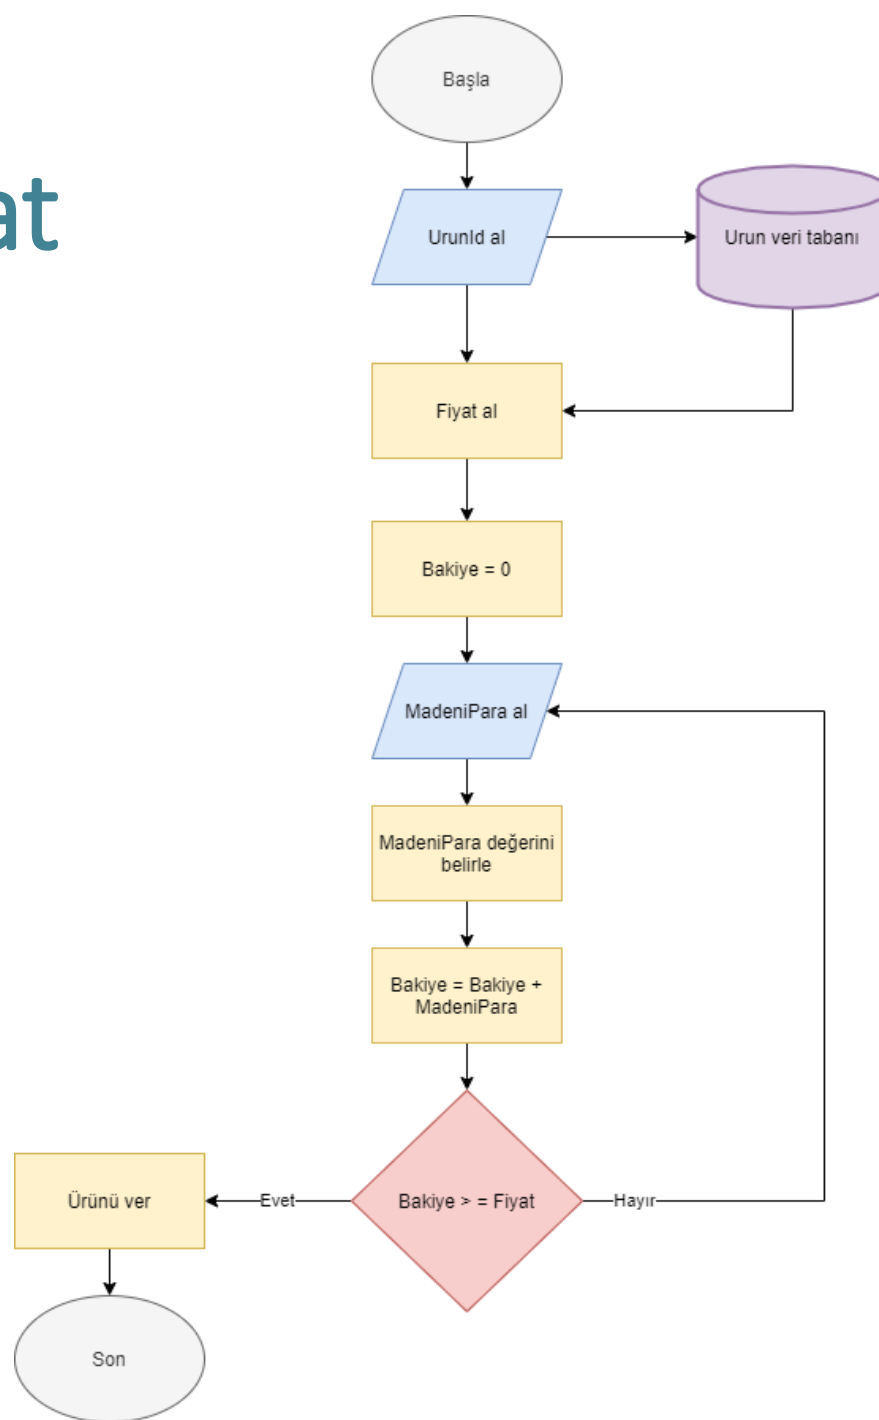 Başla
at
UrunId al
Urun veri tabanı
Fiyat al
Bakiye = 0
MadeniPara al
MadeniPara değerini
belirle
Bakiye = Bakiye +
MadeniPara
Bakiye > = Fiyat
Evet
Hayır
Ürünü ver
Son